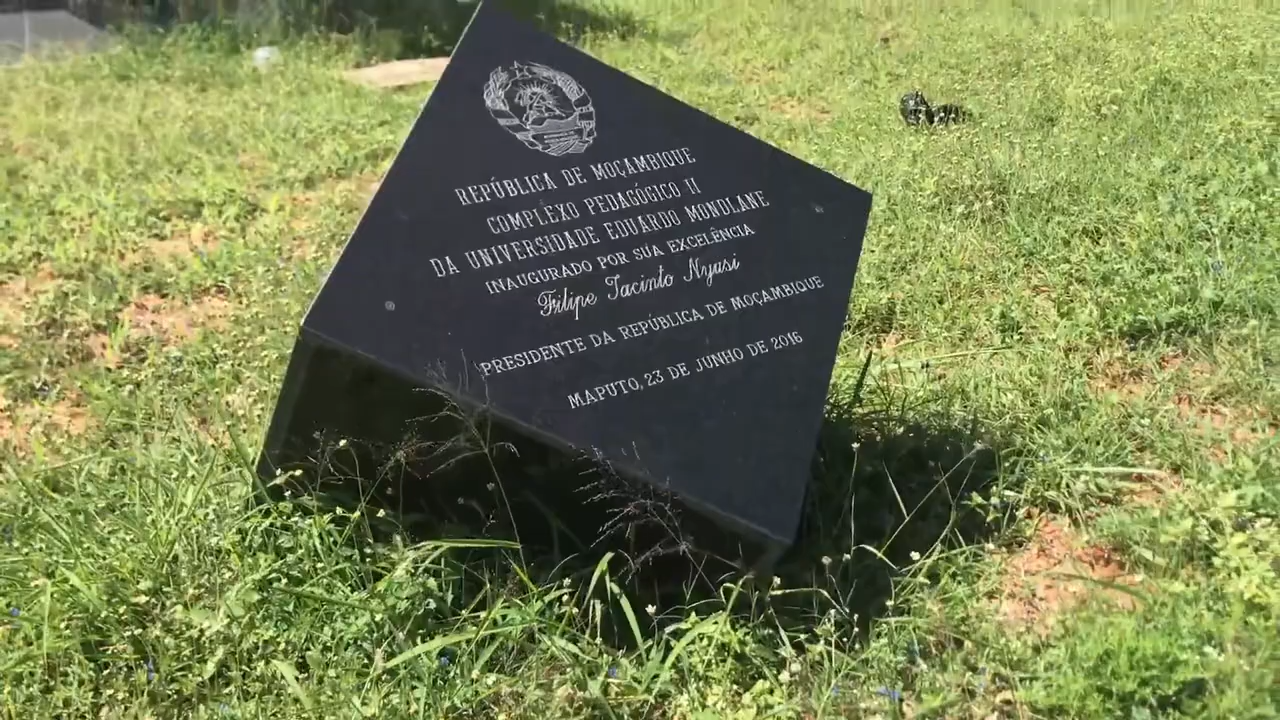 REPÚBLICA DE MOÇAMBIQUE
COMPLEXO PEDAGÓGICO II
DA UNIVERSIDADE EDUARDO MONDLANE
INAUGURADO POR SUA EXCELÊNCIA
Filipe Jacinto Nyusi
PRESIDENTE DA REPÚBLICA DE MOÇAMBIQUE
MAPUTO, 23 DE JUNHO DE 2016